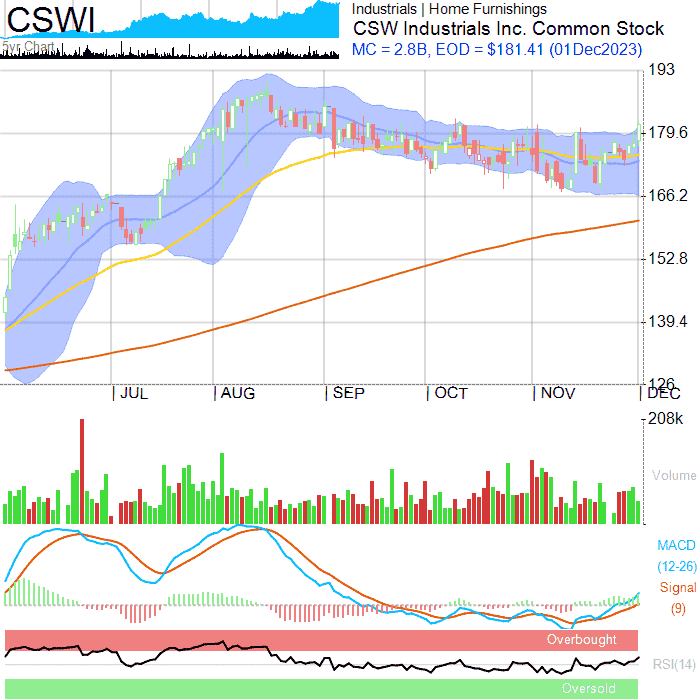 CSWI
5yr Chart
Industrials | Home Furnishings
CSW Industrials Inc. Common Stock
MC = 2.8B, EOD = $181.41 (01Dec2023)
193
179.6
166.2
152.8
139.4
126
JUL
AUG
SEP
OCT
NOV
DEC
208k
Volume
MACD
(12-26)
Signal
(9)
Overbought
RSI(14)
Oversold